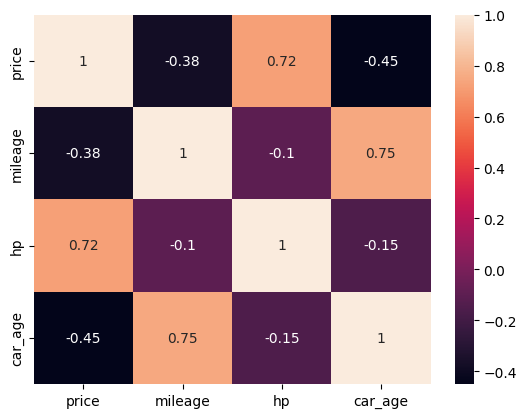 price 1 -0.38 0.72 -0.45
mileage -0.38 1 -0.1 0.75
hp 0.72 -0.1 1 -0.15
car_age -0.45 0.75 -0.15 1
price mileage hp car_age
1.0
0.8
0.6
0.4
0.2
0.0
−0.2
−0.4